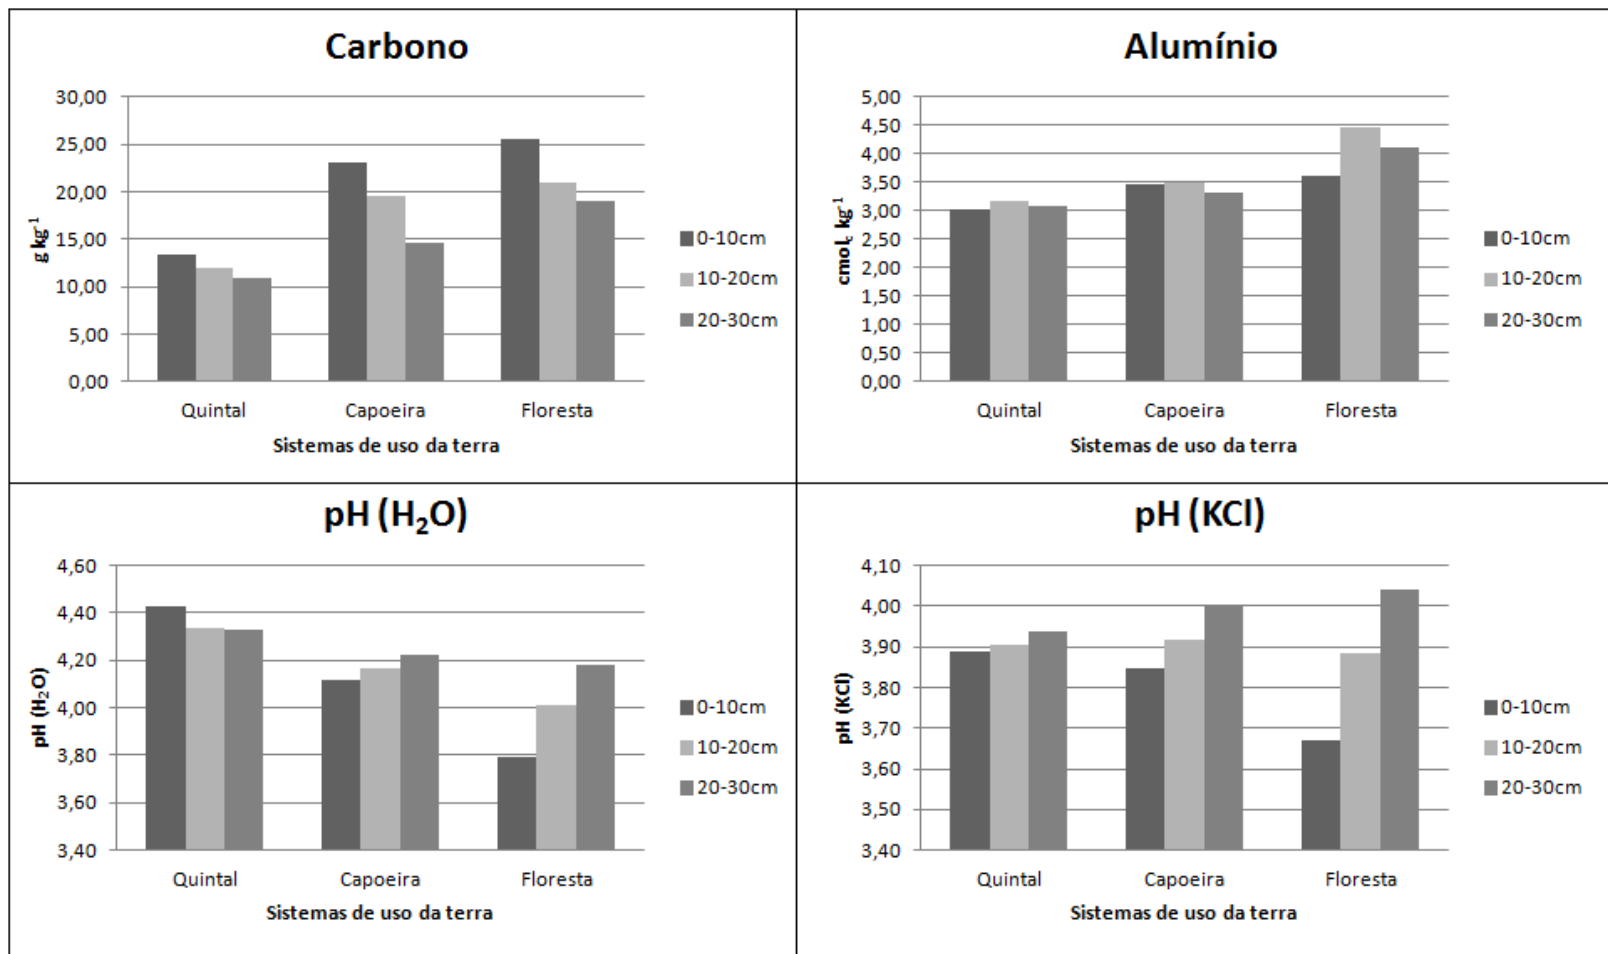 Carbono
30,00
25,00
20,00
15,00
10,00
5,00
0,00
g kg⁻¹
Quintal Capoeira Floresta
Sistemas de uso da terra
0-10cm
10-20cm
20-30cm
Alumínio
5,00
4,50
4,00
3,50
3,00
2,50
2,00
1,50
1,00
0,50
0,00
cmol꜀ kg⁻¹
Quintal Capoeira Floresta
Sistemas de uso da terra
0-10cm
10-20cm
20-30cm
pH (H₂O)
4,60
4,40
4,20
4,00
3,80
3,60
3,40
pH (H₂O)
Quintal Capoeira Floresta
Sistemas de uso da terra
0-10cm
10-20cm
20-30cm
pH (KCl)
4,10
4,00
3,90
3,80
3,70
3,60
3,50
3,40
pH (KCl)
Quintal Capoeira Floresta
Sistemas de uso da terra
0-10cm
10-20cm
20-30cm